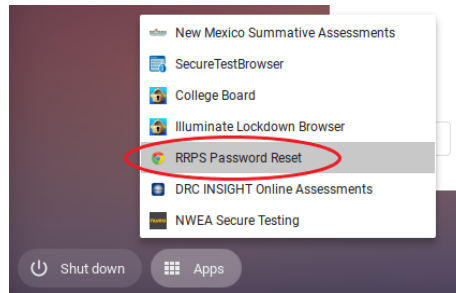 New Mexico Summative Assessments
SecureTestBrowser
College Board
Illuminate Lockdown Browser
RRPS Password Reset
DRC INSIGHT Online Assessments
NWEA Secure Testing
Shut down
Apps